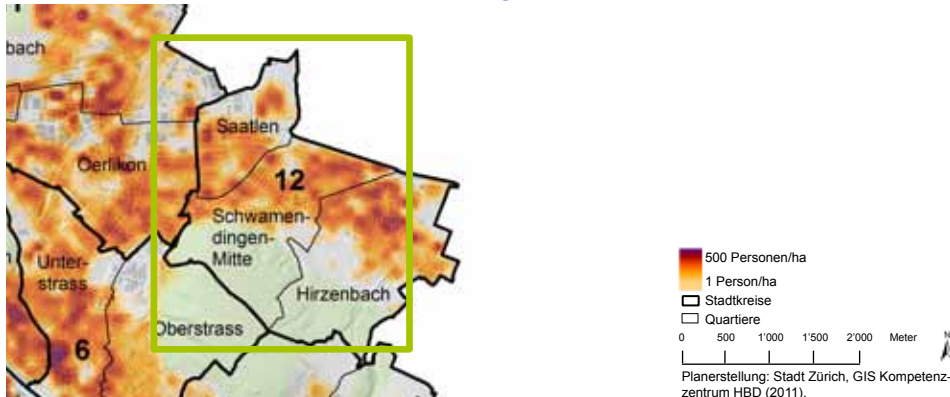 bach
Saatlen
Oerlikon
12
Schwamen-
dingen-
Mitte
Unter-
strass
Hirzenbach
Oberstrass
6
500 Personen/ha
1 Person/ha
Stadtkreise
Quartiere
0 500 1'000 1'500 2'000 Meter
N
Planerstellung: Stadt Zürich, GIS Kompetenz-
zentrum HBD (2011).